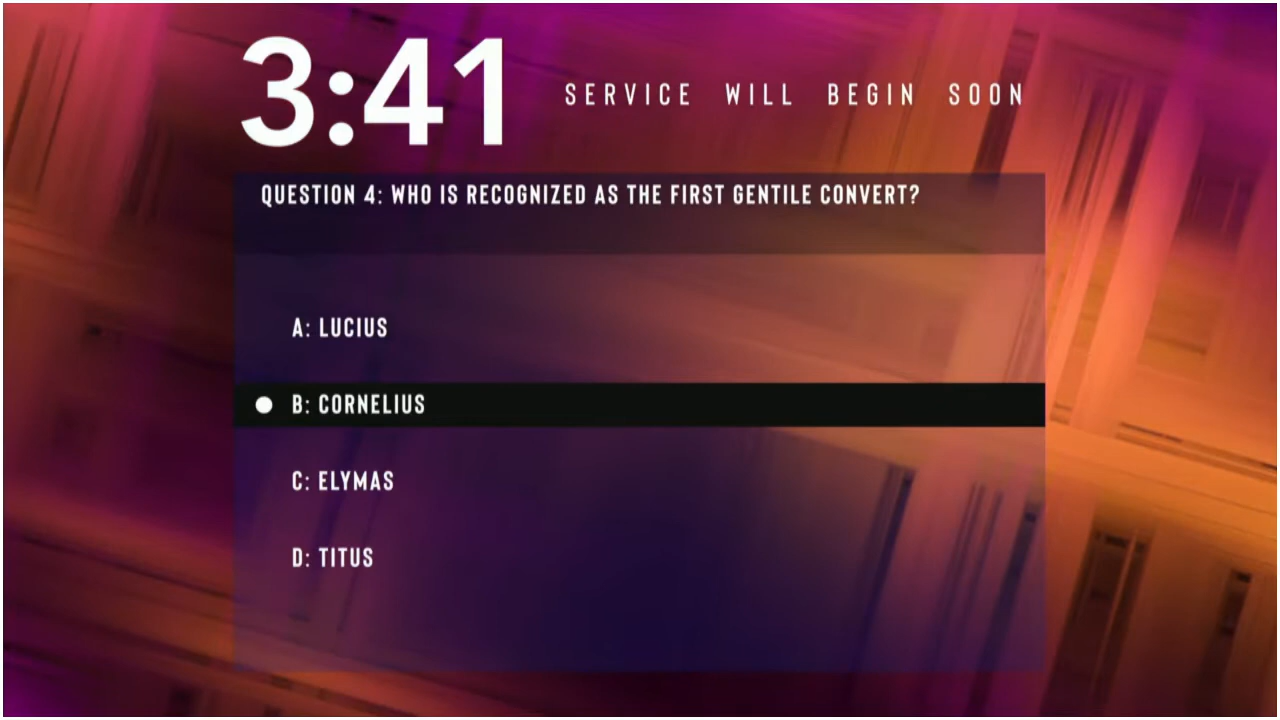 3:41 SERVICE WILL BEGIN SOON
QUESTION 4: WHO IS RECOGNIZED AS THE FIRST GENTILE CONVERT?
A: LUCIUS
B: CORNELIUS
C: ELYMAS
D: TITUS